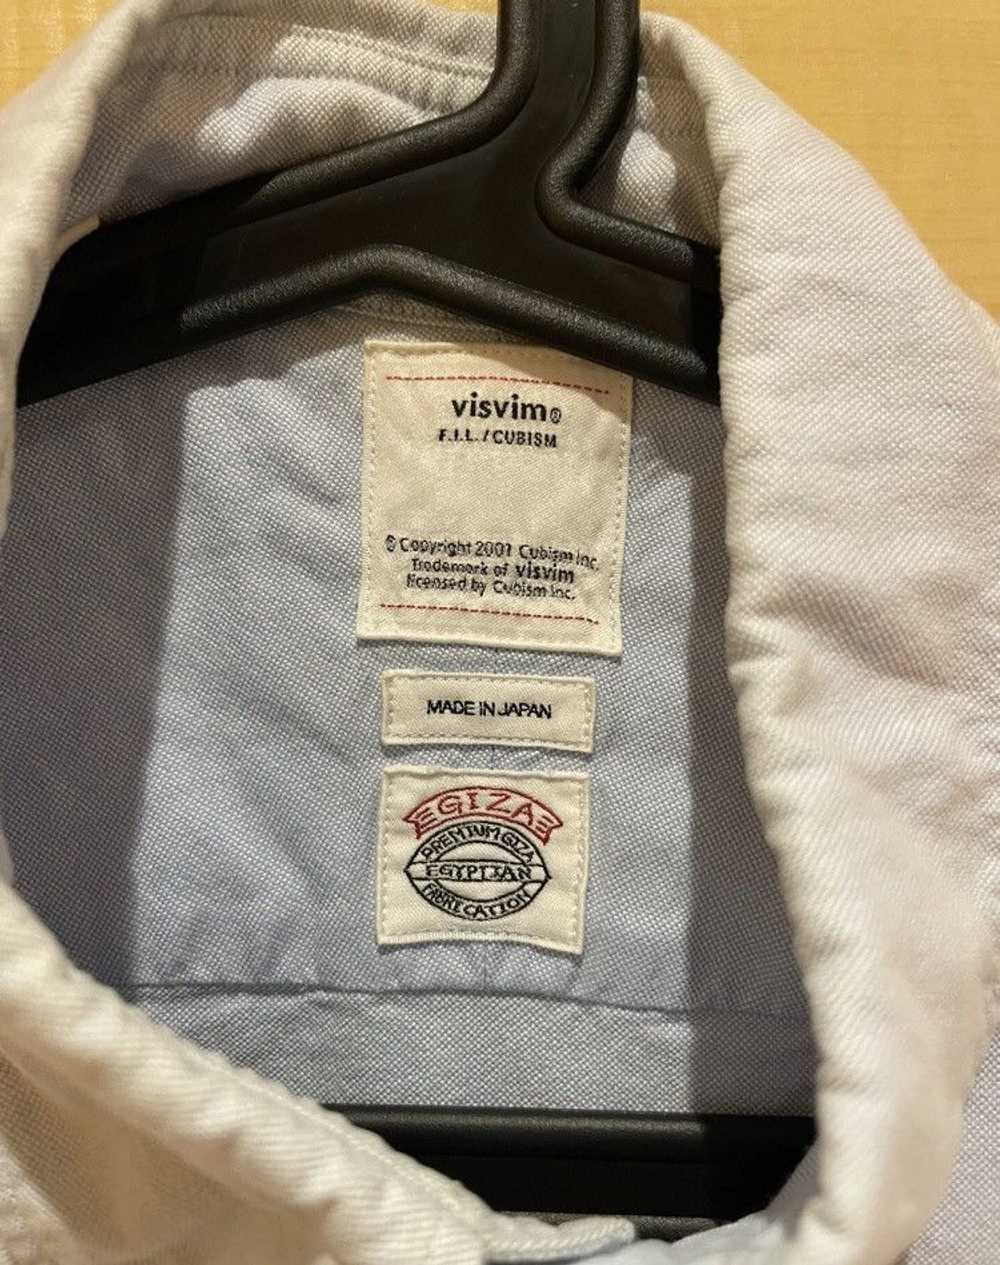 visvim®
F.I.L./CUBISM
© Copyright 2001 Cubism Inc.
Trademark of visvim
licensed by Cubism Inc.
MADE IN JAPAN
GIZA
PREMIUM GIZA
EGYPTIAN
FABRICATION